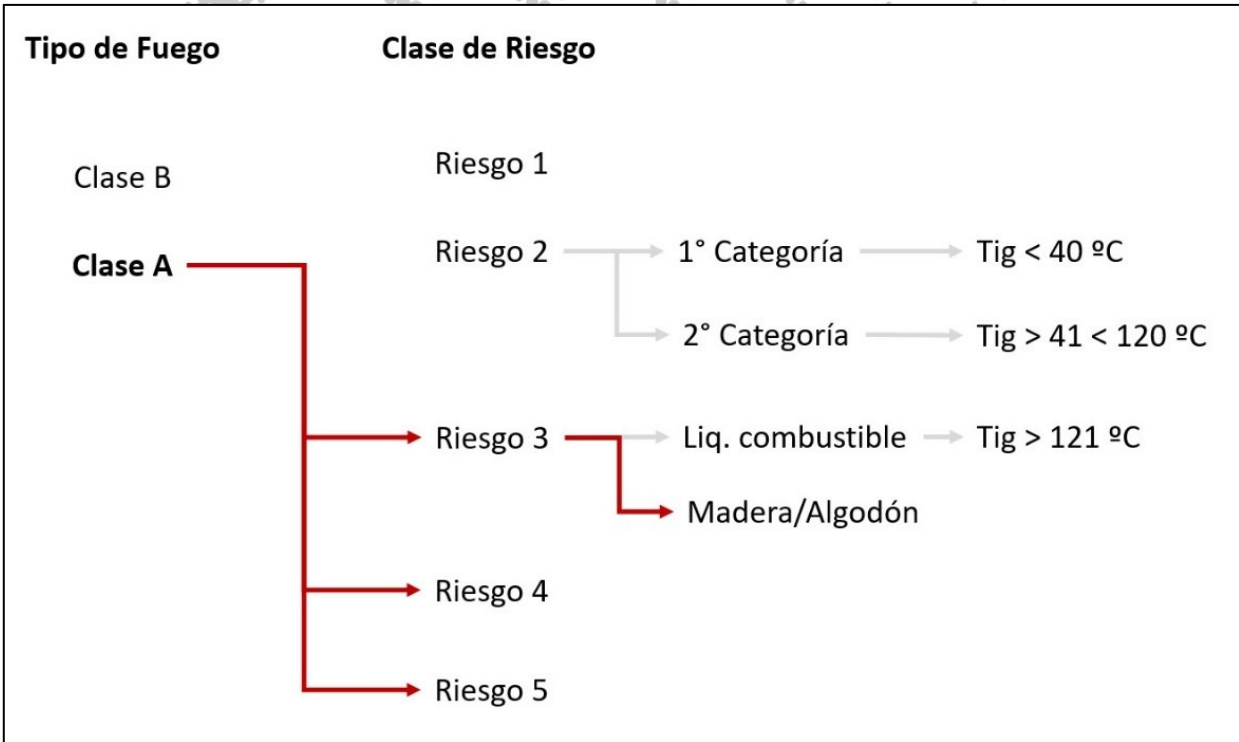 Tipo de Fuego Clase de Riesgo
Riesgo 1
Clase B
Riesgo 2 1° Categoría Tig < 40 ºC
Clase A
2° Categoría Tig > 41 < 120 ºC
Riesgo 3 Liq. combustible Tig > 121 ºC
Madera/Algodón
Riesgo 4
Riesgo 5